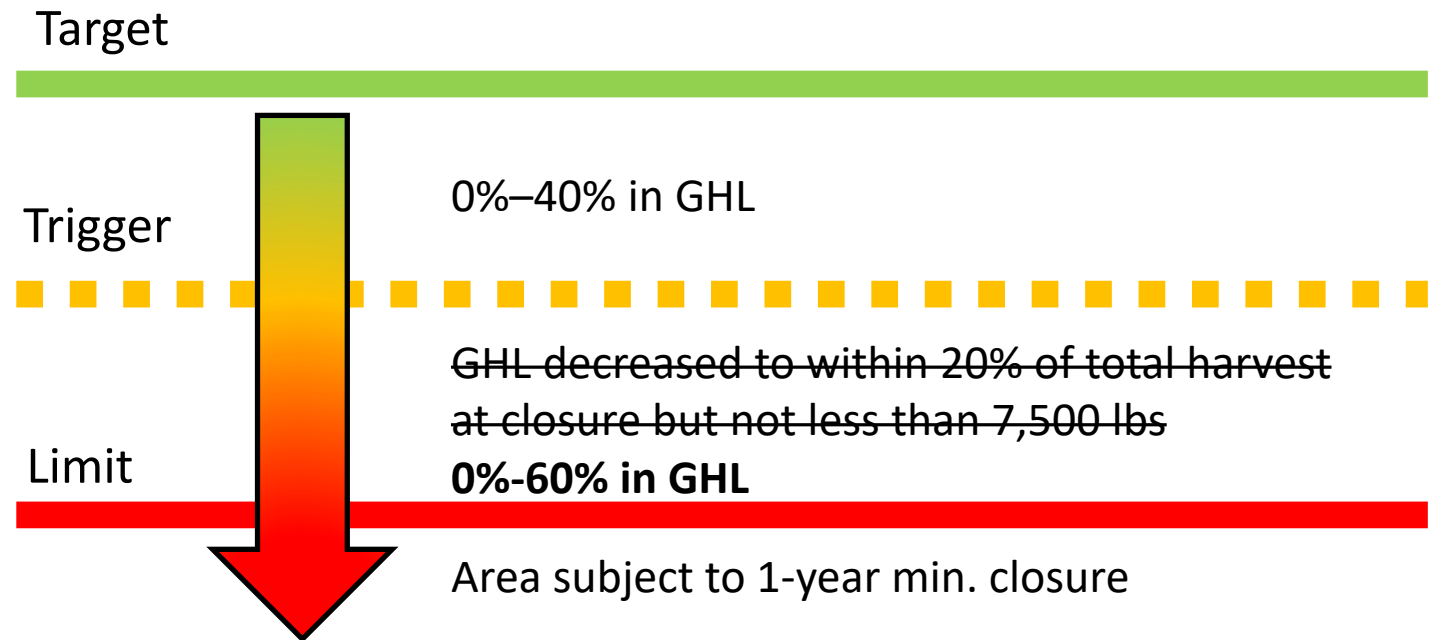 Target
0%–40% in GHL
Trigger
GHL decreased to within 20% of total harvest
at closure but not less than 7,500 lbs
Limit
0%-60% in GHL
Area subject to 1-year min. closure